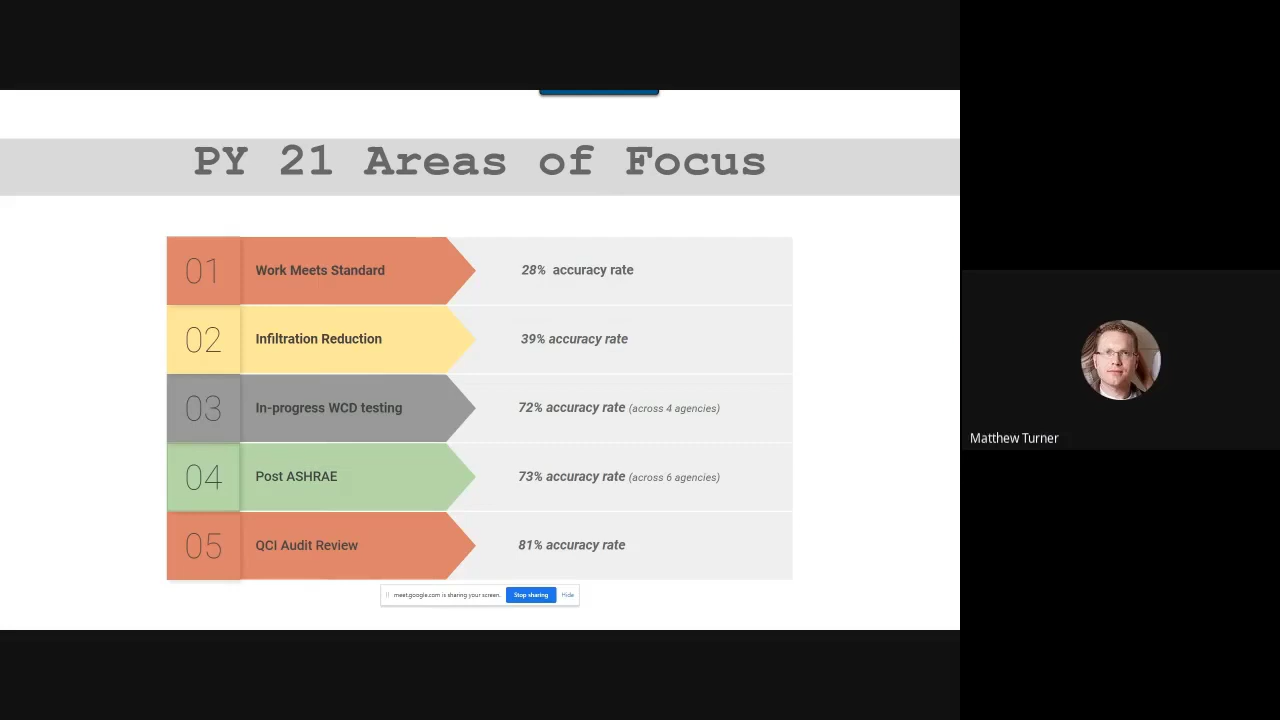 PY 21 Areas of Focus
01 Work Meets Standard 28% accuracy rate
02 Infiltration Reduction 39% accuracy rate
03 In-progress WCD testing 72% accuracy rate (across 4 agencies)
04 Post ASHRAE 73% accuracy rate (across 6 agencies)
05 QCI Audit Review 81% accuracy rate
meet.google.com is sharing your screen. Stop sharing Hide
Matthew Turner